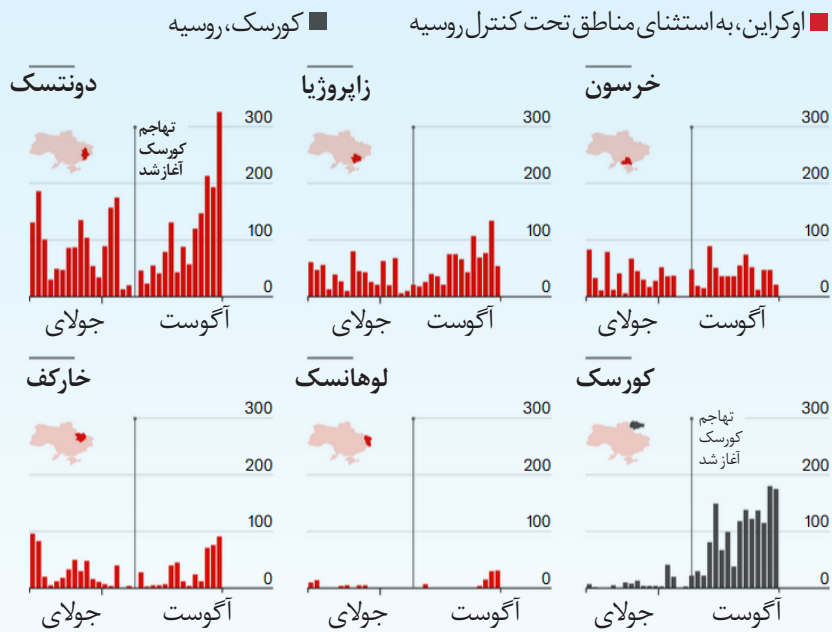 اوکراین، به استثنای مناطق تحت کنترل روسیه
کورسک، روسیه
خرسون
300
200
100
0
جولای
آگوست
زاپروژیا
300
200
100
0
جولای
آگوست
دونتسک
تهاجم
کورسک
آغاز شد
300
200
100
0
جولای
آگوست
کورسک
تهاجم
کورسک
آغاز شد
300
200
100
0
جولای
آگوست
لوهانسک
300
200
100
0
جولای
آگوست
خارکف
300
200
100
0
جولای
آگوست